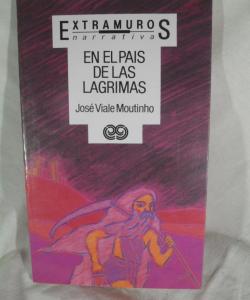 EXTRAMUROS
narrativa
EN EL PAIS
DE LAS
LAGRIMAS
José Viale Moutinho